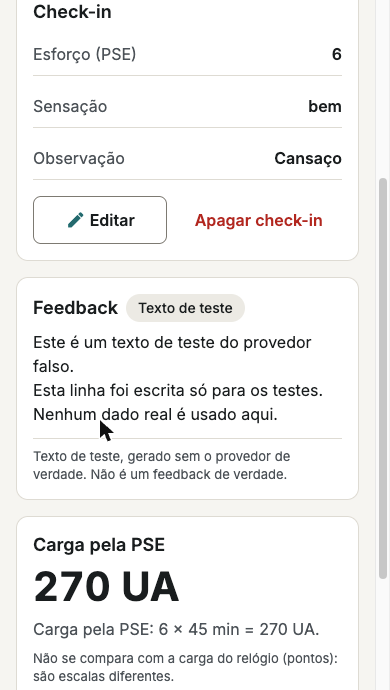 Check-in
Esforço (PSE) 6
Sensação bem
Observação Cansaço
Editar Apagar check-in
Feedback Texto de teste
Este é um texto de teste do provedor
falso.
Esta linha foi escrita só para os testes.
Nenhum dado real é usado aqui.
Texto de teste, gerado sem o provedor de
verdade. Não é um feedback de verdade.
Carga pela PSE
270 UA
Carga pela PSE: 6 × 45 min = 270 UA.
Não se compara com a carga do relógio (pontos):
são escalas diferentes.